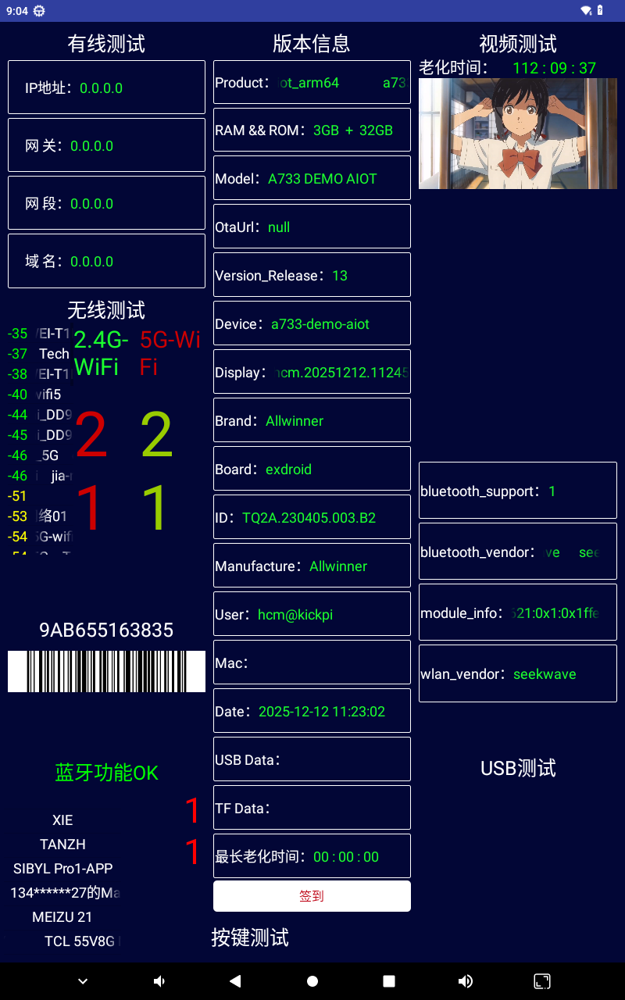 9:04
有线测试
IP地址：0.0.0.0
网 关：0.0.0.0
网 段：0.0.0.0
域 名：0.0.0.0
无线测试
-35 EI-T1
-37 Tech
-38 EI-T1
-40 wifi5
-44 i_DD9
-45 i_DD9
-46 _5G
-46 jia-
-51
-53 络01
-54 5G-wifi
-54
2.4G-WiFi
5G-WiFi
2 2
1 1
9AB655163835
蓝牙功能OK
XIE
TANZH
SIBYL Pro1-APP
134******27的Ma
MEIZU 21
TCL 55V8G
1
1
版本信息
Product：ot_arm64 a733
RAM && ROM：3GB + 32GB
Model：A733 DEMO AIOT
OtaUrl：null
Version_Release：13
Device：a733-demo-aiot
Display：hcm.20251212.11245
Brand：Allwinner
Board：exdroid
ID：TQ2A.230405.003.B2
Manufacture：Allwinner
User：hcm@kickpi
Mac：
Date：2025-12-12 11:23:02
USB Data：
TF Data：
最长老化时间：00 : 00 : 00
签到
按键测试
视频测试
老化时间： 112 : 09 : 37
bluetooth_support：1
bluetooth_vendor：ve see
module_info：621:0x1:0x1ffe
wlan_vendor：seekwave
USB测试